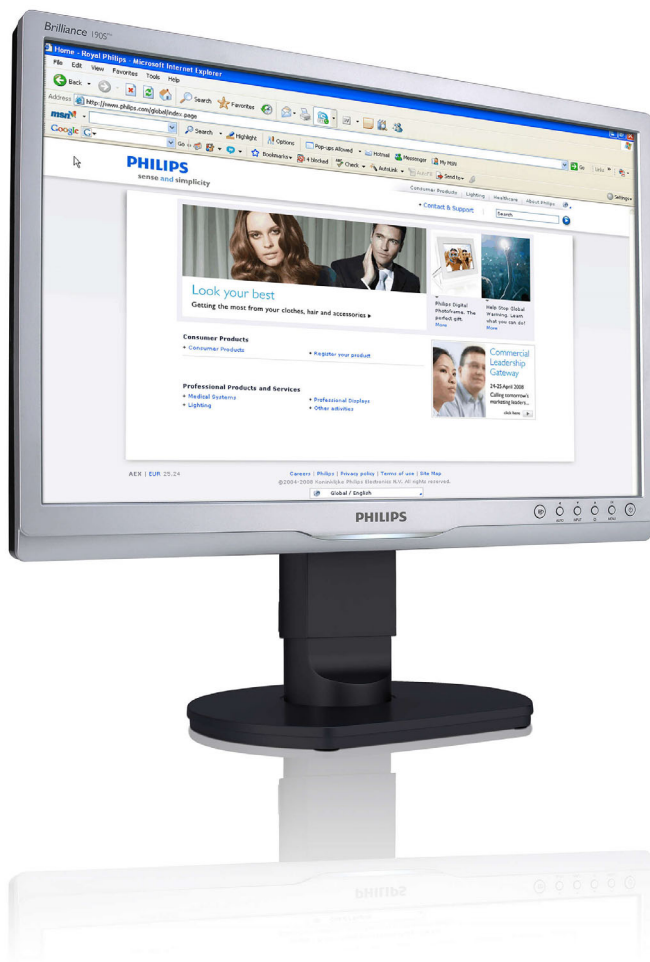 Brilliance 190S™
Home - Royal Philips - Microsoft Internet Explorer
File Edit View Favorites Tools Help
Back Search Favorites
Address http://www.philips.com/global/index.page Go Links
msn Search Highlight Options Pop-ups Allowed Hotmail Messenger My MSN
Google G Go Bookmarks 4 blocked Check AutoLink AutoFill Send to Settings
PHILIPS
sense and simplicity
Consumer Products Lighting Healthcare About Philips
Contact & Support Search
Look your best
Getting the most from your clothes, hair and accessories
Philips Digital
Photoframe. The
perfect gift.
More
Help Stop Global
Warming. Learn
what you can do!
More
Consumer Products
Consumer Products
Register your product
Commercial
Leadership
Gateway
24-25 April 2008
Calling tomorrow's
marketing leaders...
click here
Professional Products and Services
Medical Systems
Lighting
Professional Displays
Other activities
AEX | EUR 25.24
Careers | Philips | Privacy policy | Terms of use | Site Map
©2004-2008 Koninklijke Philips Electronics N.V. All rights reserved.
Global / English
PHILIPS
AUTO INPUT MENU